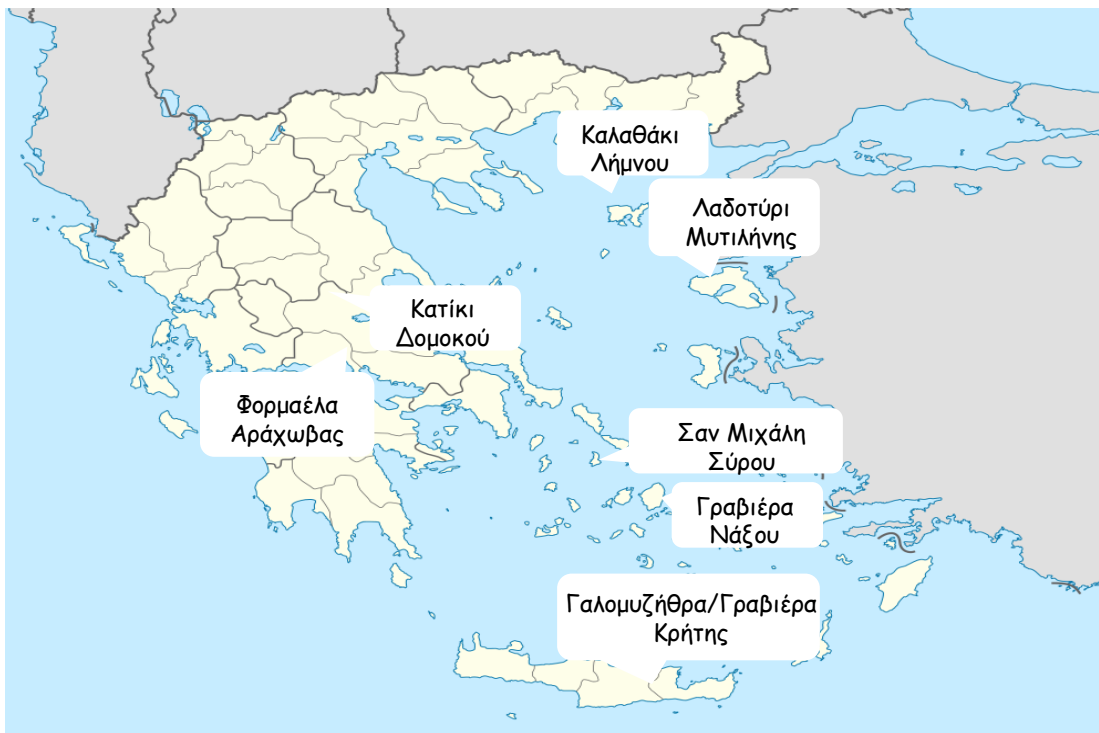 Καλαθάκι
Λήμνου
Λαδοτύρι
Μυτιλήνης
Κατίκι
Δομοκού
Φορμαέλα
Αράχωβας
Σαν Μιχάλη
Σύρου
Γραβιέρα
Νάξου
Γαλομυζήθρα/Γραβιέρα
Κρήτης